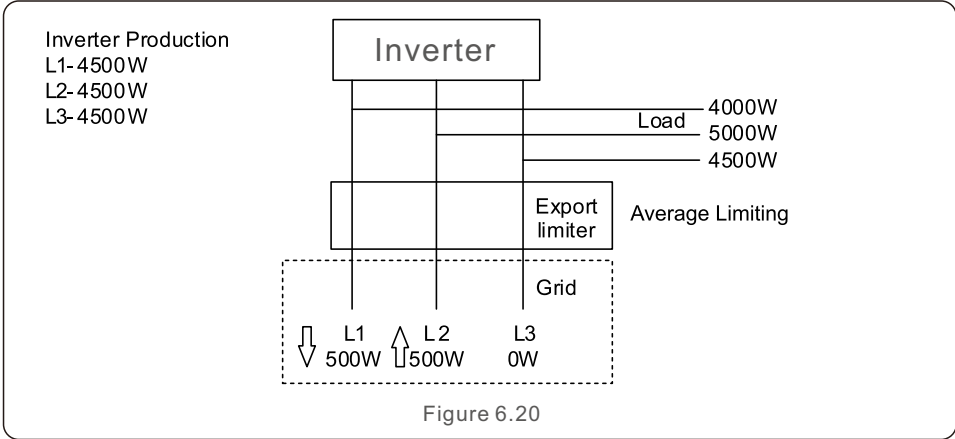 Inverter Production
L1-4500W
L2-4500W
L3-4500W
Inverter
4000W
Load
5000W
4500W
Export
limiter
Average Limiting
Grid
L1 L2 L3
500W 500W 0W
Figure 6.20